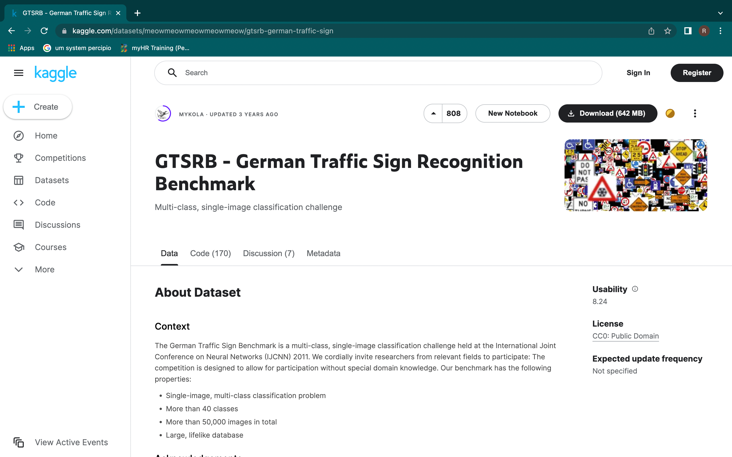 GTSRB - German Traffic Sign R
kaggle.com/datasets/meowmeowmeowmeowmeow/gtsrb-german-traffic-sign
R
Apps
um system percipio
myHR Training (Pe...
kaggle
Search
Sign In
Register
Create
Home
Competitions
Datasets
Code
Discussions
Courses
More
View Active Events
MYKOLA · UPDATED 3 YEARS AGO
808
New Notebook
Download (642 MB)
GTSRB - German Traffic Sign Recognition
Benchmark
Multi-class, single-image classification challenge
DO
NOT
PAS
NO
STOP
AHEAD
25
Data
Code (170)
Discussion (7)
Metadata
About Dataset
Context
The German Traffic Sign Benchmark is a multi-class, single-image classification challenge held at the International Joint
Conference on Neural Networks (IJCNN) 2011. We cordially invite researchers from relevant fields to participate: The
competition is designed to allow for participation without special domain knowledge. Our benchmark has the following
properties:
• Single-image, multi-class classification problem
• More than 40 classes
• More than 50,000 images in total
• Large, lifelike database
Usability
8.24
License
CC0: Public Domain
Expected update frequency
Not specified